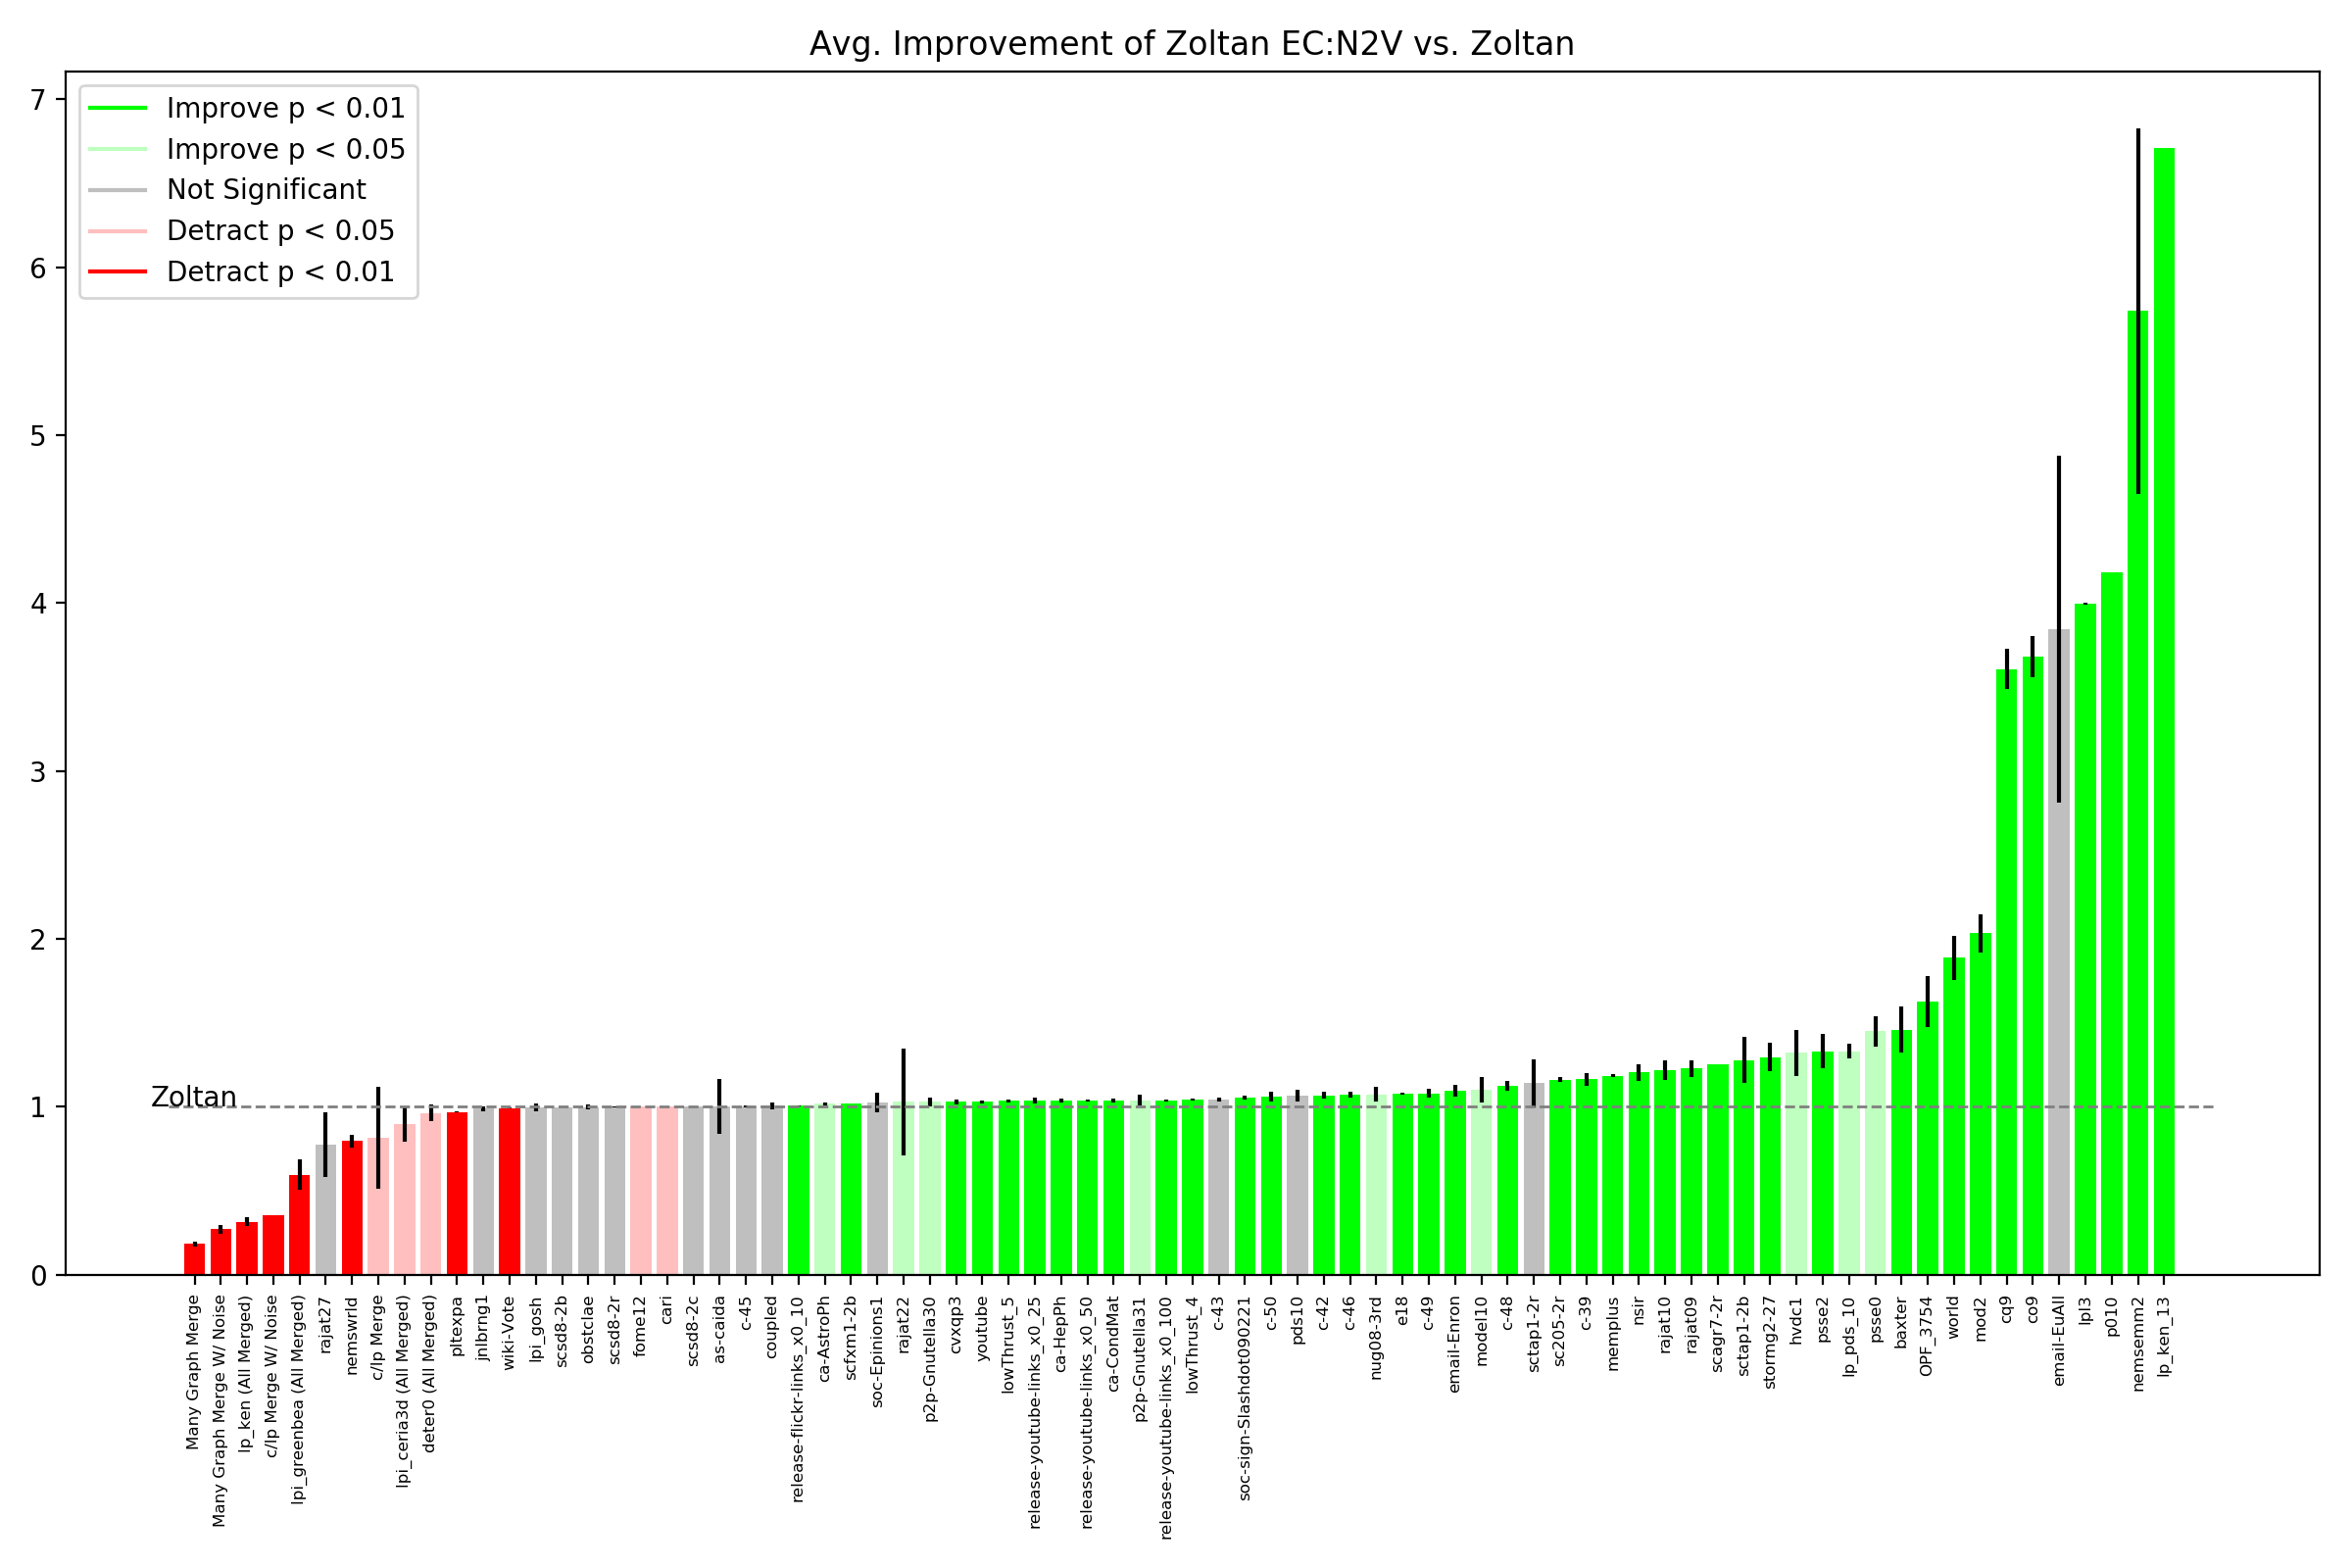 Avg. Improvement of Zoltan EC:N2V vs. Zoltan
7
6
5
4
3
2
1
0
Improve p < 0.01
Improve p < 0.05
Not Significant
Detract p < 0.05
Detract p < 0.01
Zoltan
Many Graph Merge
Many Graph Merge W/ Noise
lp_ken (All Merged)
c/lp Merge W/ Noise
lpi_greenbea (All Merged)
rajat27
nemswrld
c/lp Merge
lpi_ceria3d (All Merged)
deter0 (All Merged)
pltexpa
jnlbrng1
wiki-Vote
lpi_gosh
scsd8-2b
obstclae
scsd8-2r
fome12
cari
scsd8-2c
as-caida
c-45
coupled
release-flickr-links_x0_10
ca-AstroPh
scfxm1-2b
soc-Epinions1
rajat22
p2p-Gnutella30
cvxqp3
youtube
lowThrust_5
release-youtube-links_x0_25
ca-HepPh
release-youtube-links_x0_50
ca-CondMat
p2p-Gnutella31
release-youtube-links_x0_100
lowThrust_4
c-43
soc-sign-Slashdot090221
c-50
pds10
c-42
c-46
nug08-3rd
e18
c-49
email-Enron
model10
c-48
sctap1-2r
sc205-2r
c-39
memplus
nsir
rajat10
rajat09
scagr7-2r
sctap1-2b
stormg2-27
hvdc1
psse2
lp_pds_10
psse0
baxter
OPF_3754
world
mod2
cq9
co9
email-EuAll
lpl3
p010
nemsemm2
lp_ken_13